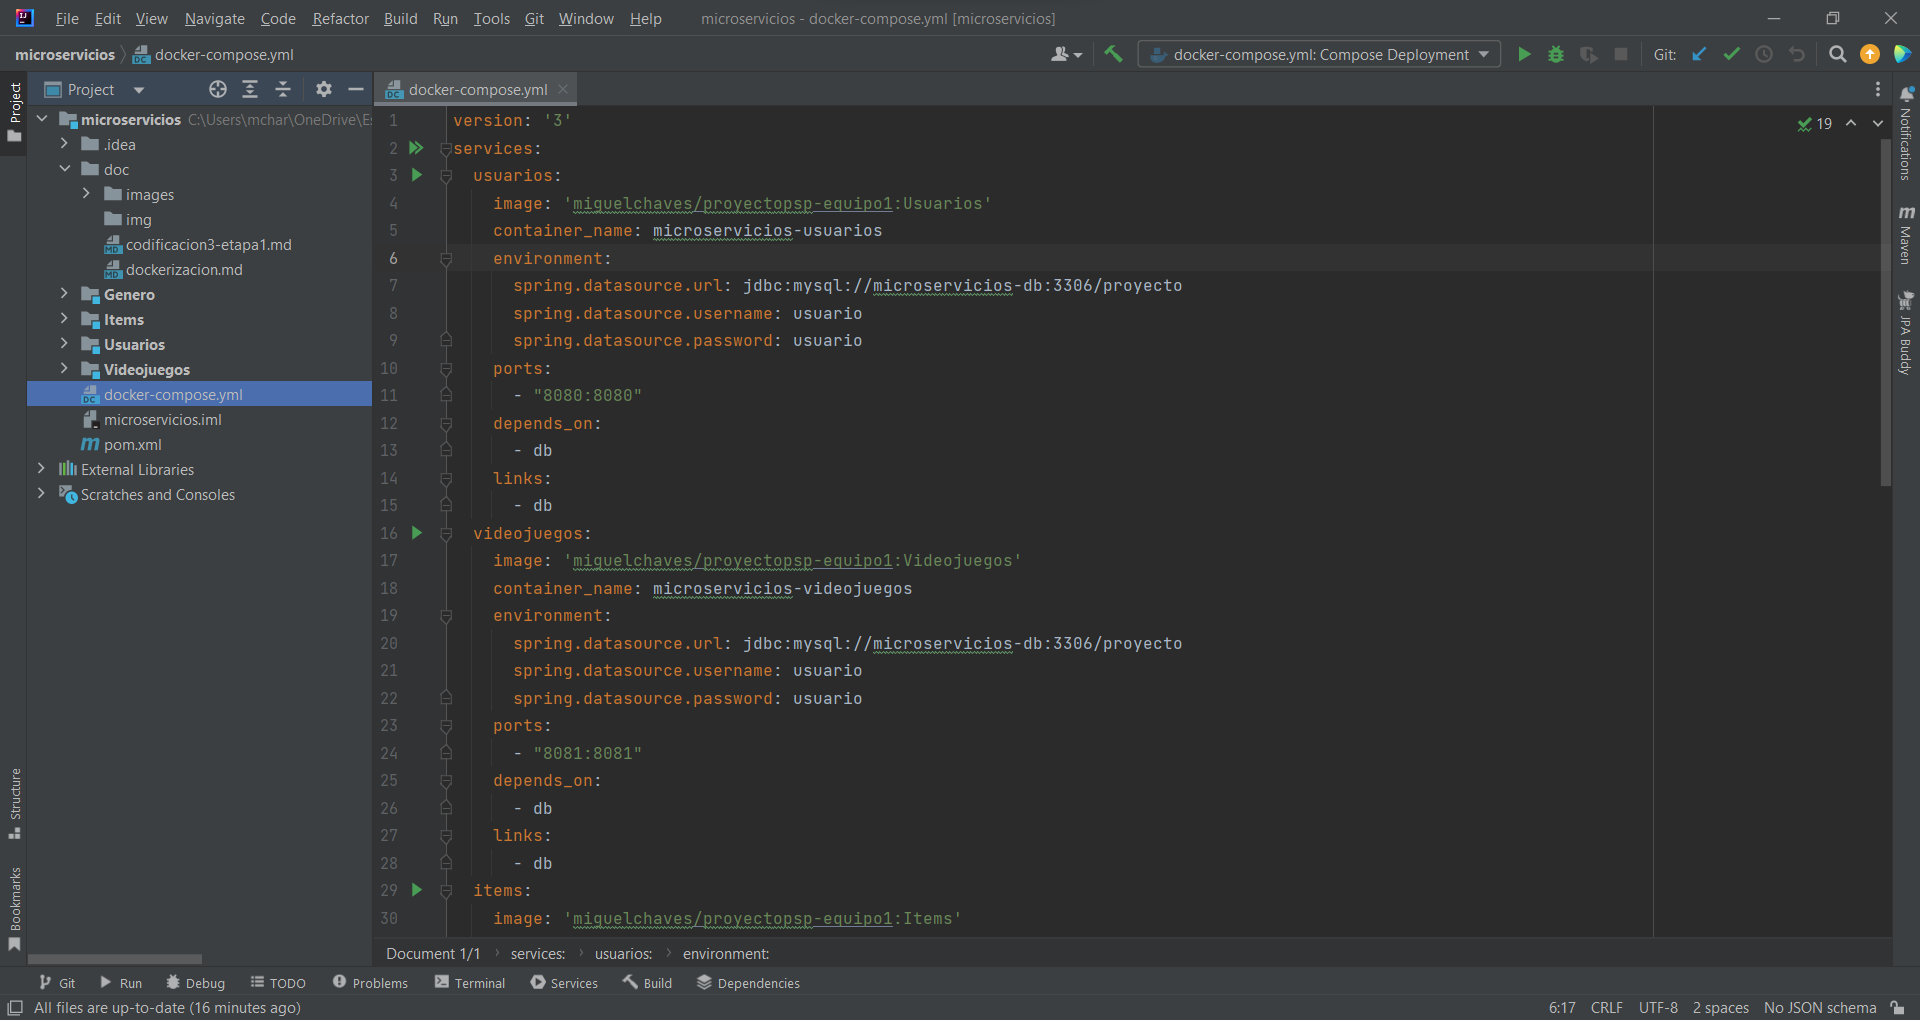 File Edit View Navigate Code Refactor Build Run Tools Git Window Help microservicios - docker-compose.yml [microservicios]
microservicios docker-compose.yml docker-compose.yml: Compose Deployment Git:
Project docker-compose.yml
Project
microservicios C:\Users\mchar\OneDrive\Es
.idea
doc
images
img
codificacion3-etapa1.md
dockerizacion.md
Genero
Items
Usuarios
Videojuegos
docker-compose.yml
microservicios.iml
pom.xml
External Libraries
Scratches and Consoles
Structure
Bookmarks
1 version: '3'
2 services:
3 usuarios:
4 image: 'miguelchaves/proyectopsp-equipo1:Usuarios'
5 container_name: microservicios-usuarios
6 environment:
7 spring.datasource.url: jdbc:mysql://microservicios-db:3306/proyecto
8 spring.datasource.username: usuario
9 spring.datasource.password: usuario
10 ports:
11 - "8080:8080"
12 depends_on:
13 - db
14 links:
15 - db
16 videojuegos:
17 image: 'miguelchaves/proyectopsp-equipo1:Videojuegos'
18 container_name: microservicios-videojuegos
19 environment:
20 spring.datasource.url: jdbc:mysql://microservicios-db:3306/proyecto
21 spring.datasource.username: usuario
22 spring.datasource.password: usuario
23 ports:
24 - "8081:8081"
25 depends_on:
26 - db
27 links:
28 - db
29 items:
30 image: 'miguelchaves/proyectopsp-equipo1:Items'
19
Notifications
Maven
JPA Buddy
Document 1/1 services: usuarios: environment:
Git Run Debug TODO Problems Terminal Services Build Dependencies
All files are up-to-date (16 minutes ago) 6:17 CRLF UTF-8 2 spaces No JSON schema